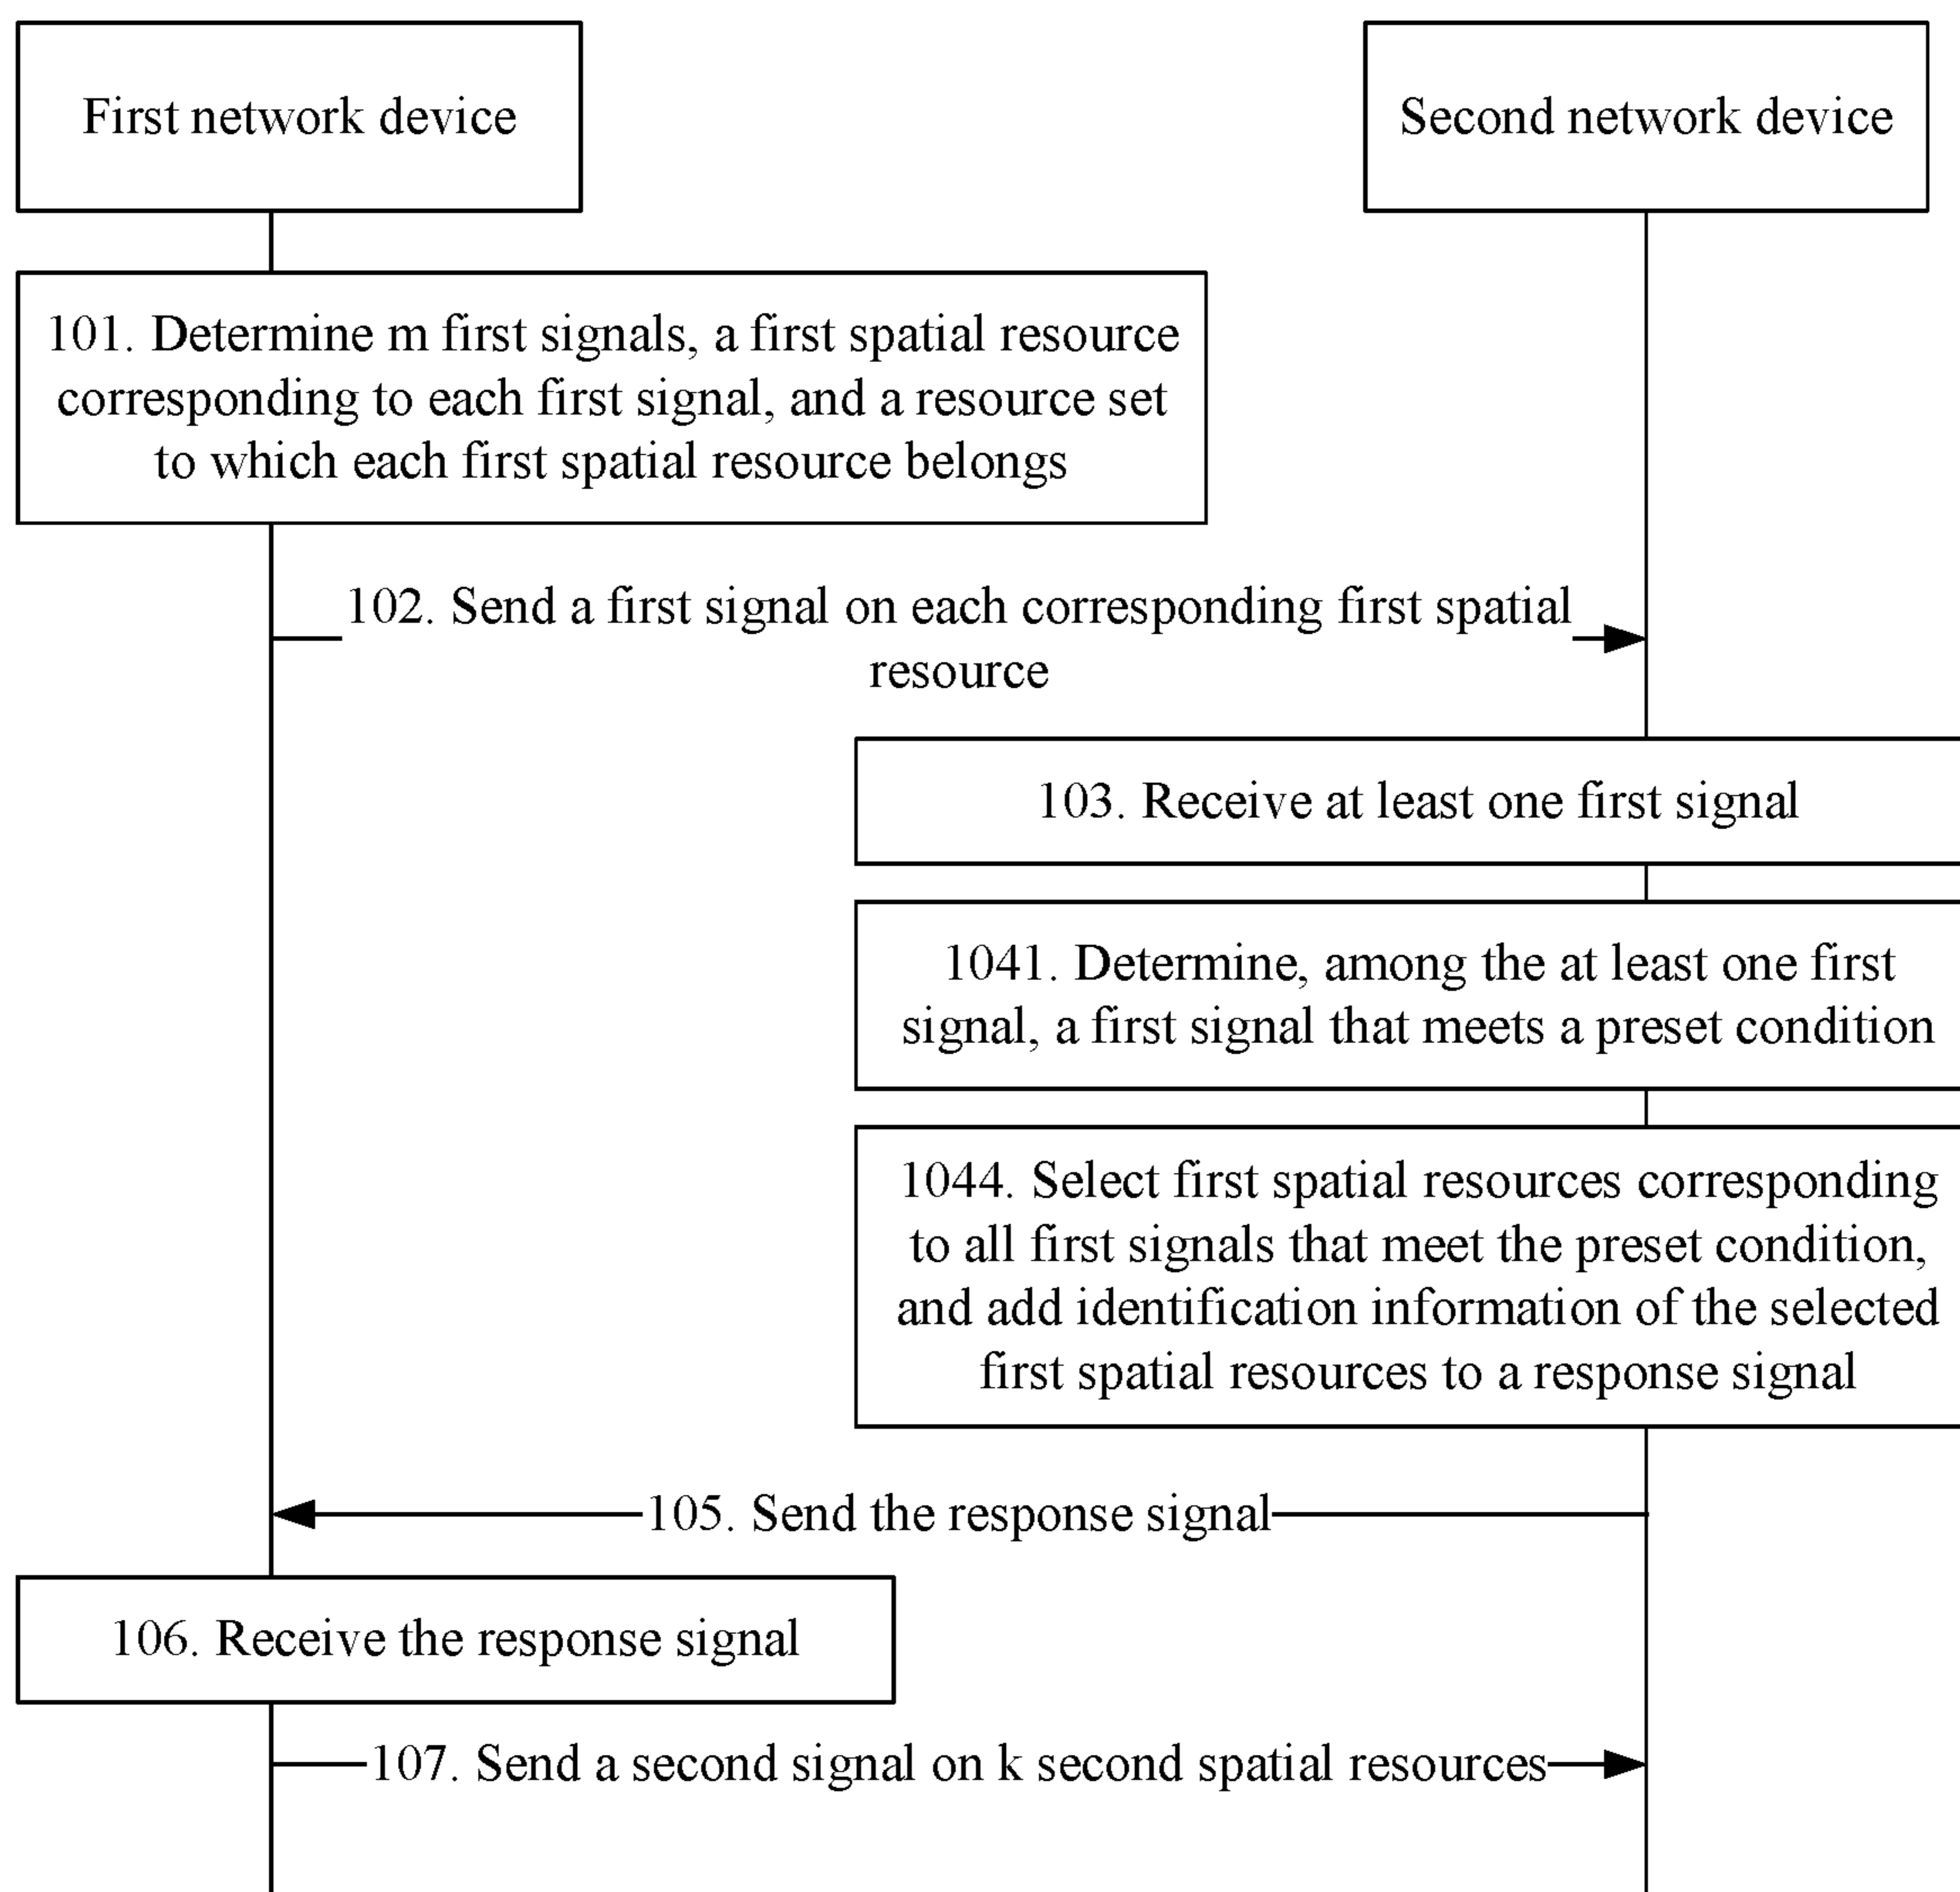 First network device
Second network device
101. Determine m first signals, a first spatial resource
corresponding to each first signal, and a resource set
to which each first spatial resource belongs
102. Send a first signal on each corresponding first spatial
resource
103. Receive at least one first signal
1041. Determine, among the at least one first
signal, a first signal that meets a preset condition
1044. Select first spatial resources corresponding
to all first signals that meet the preset condition,
and add identification information of the selected
first spatial resources to a response signal
105. Send the response signal
106. Receive the response signal
107. Send a second signal on k second spatial resources